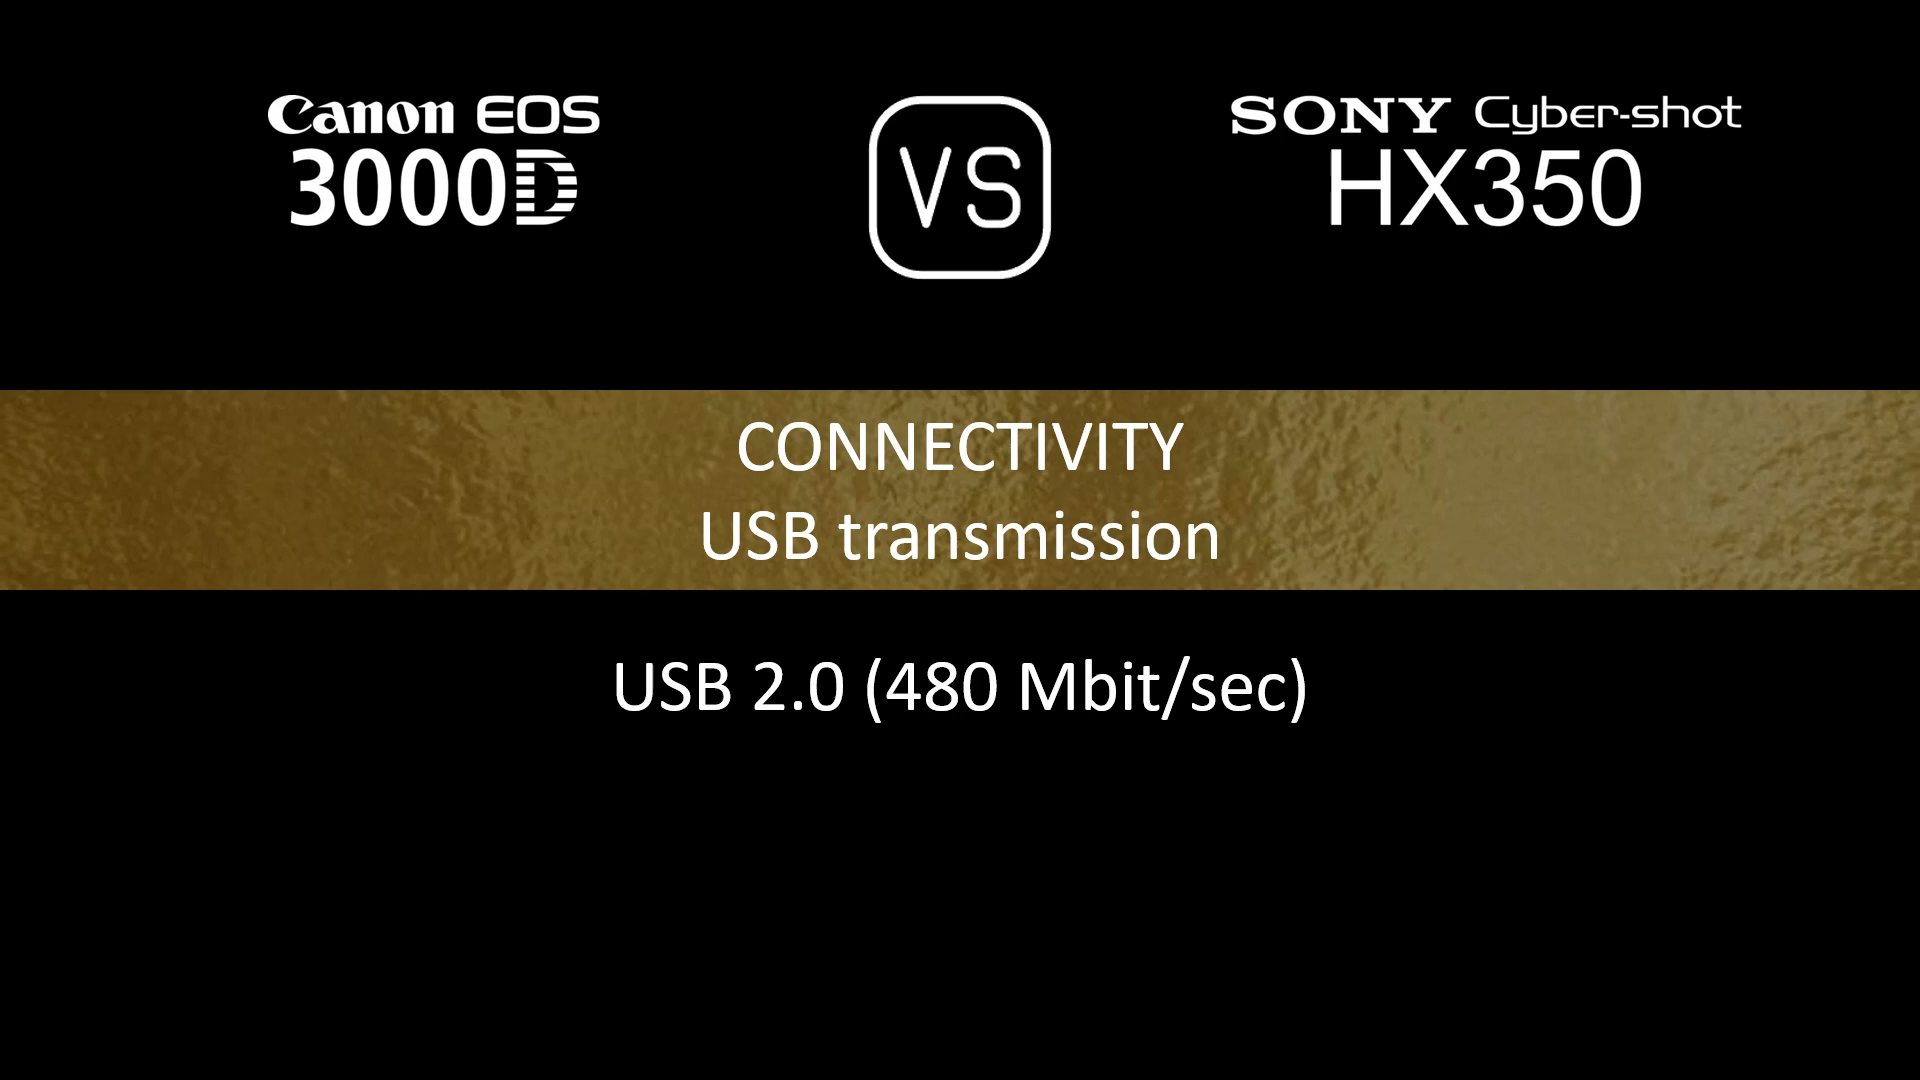 Canon EOS
3000D
VS
SONY Cyber-shot
HX350
CONNECTIVITY
USB transmission
USB 2.0 (480 Mbit/sec)